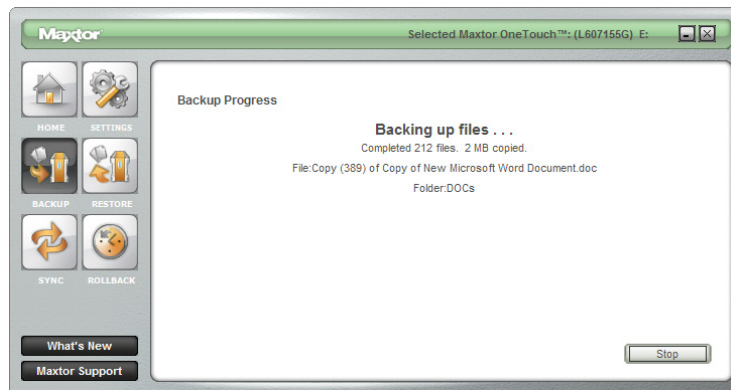 Maxtor
Selected Maxtor OneTouch™: (L607155G) E:
HOME SETTINGS
BACKUP RESTORE
SYNC ROLLBACK
What's New
Maxtor Support
Backup Progress
Backing up files . . .
Completed 212 files. 2 MB copied.
File:Copy (389) of Copy of New Microsoft Word Document.doc
Folder:DOCs
Stop